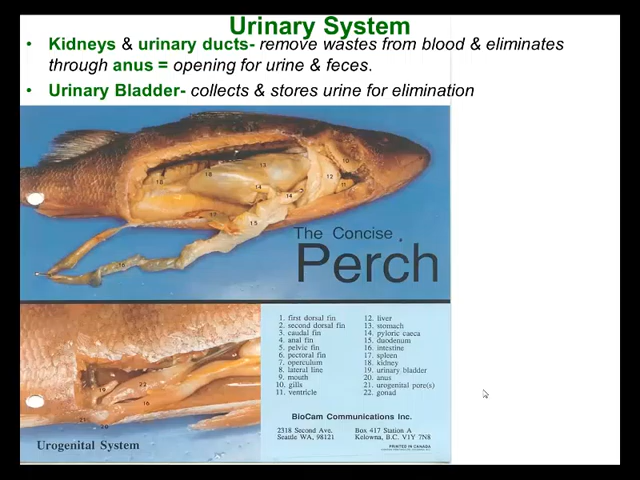 Urinary System
• Kidneys & urinary ducts- remove wastes from blood & eliminates
through anus = opening for urine & feces.
• Urinary Bladder- collects & stores urine for elimination
The Concise
Perch
1. first dorsal fin
2. second dorsal fin
3. caudal fin
4. anal fin
5. pelvic fin
6. pectoral fin
7. operculum
8. lateral line
9. mouth
10. gills
11. ventricle
12. liver
13. stomach
14. pyloric caeca
15. duodenum
16. intestine
17. spleen
18. kidney
19. urinary bladder
20. anus
21. urogenital pore(s)
22. gonad
BioCam Communications Inc.
2318 Second Ave.
Seattle WA, 98121
Box 417 Station A
Kelowna, B.C. V1Y 7N8
PRINTED IN CANADA
Urogenital System